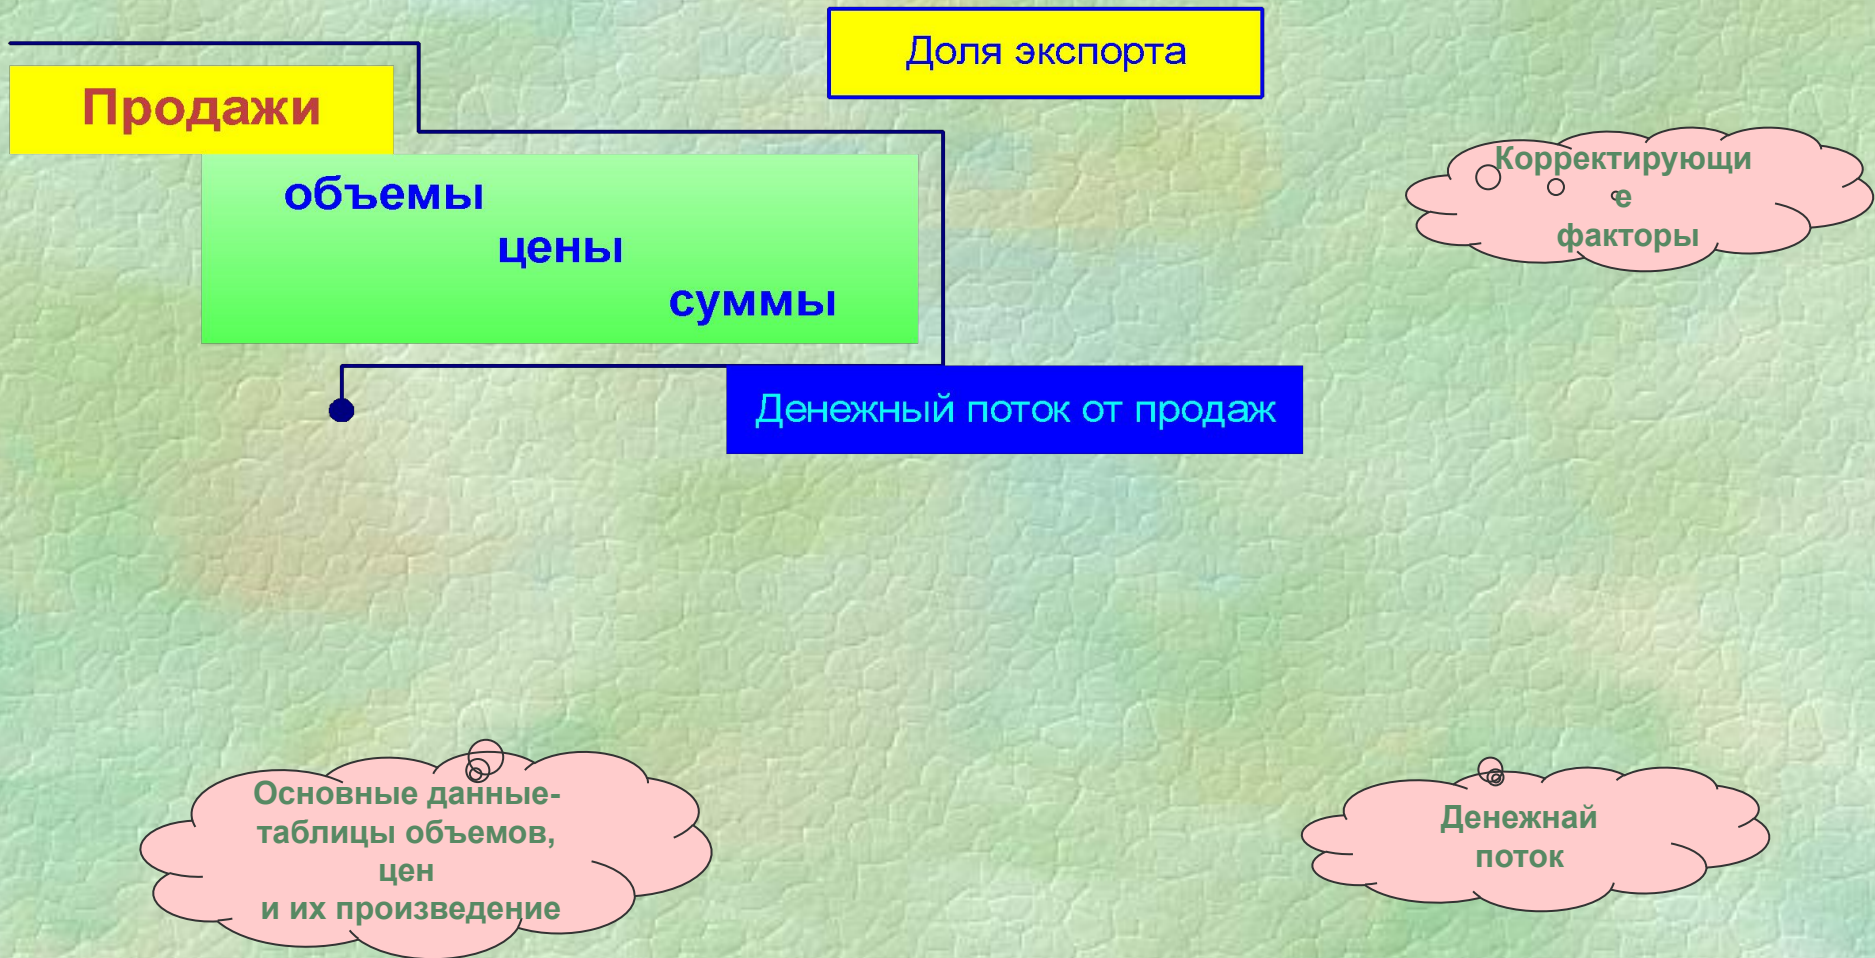 Доля экспорта
Продажи
Корректирующи
е
факторы
объемы
цены
суммы
Денежный поток от продаж
Основные данные-
таблицы объемов,
цен
и их произведение
Денежнай
поток